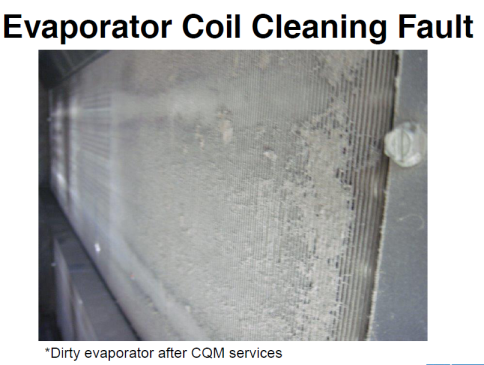 Evaporator Coil Cleaning Fault
*Dirty evaporator after CQM services